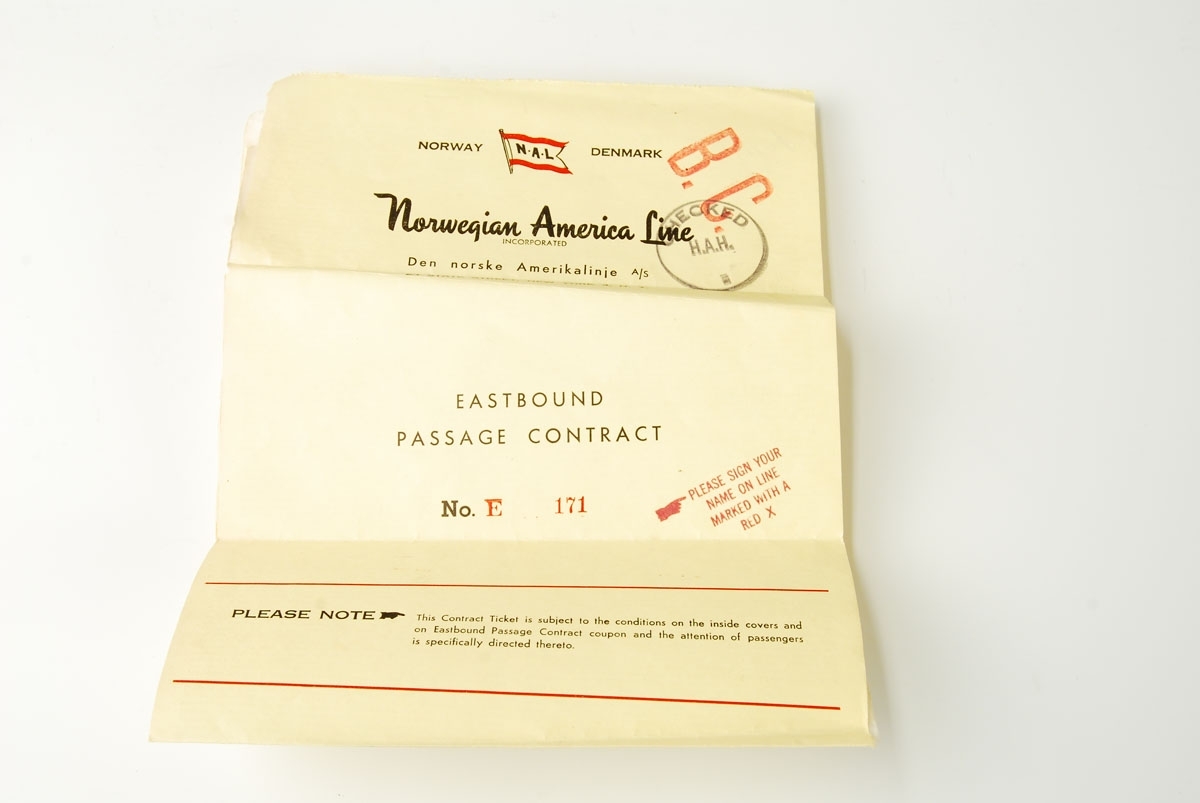 NORWAY N·A·L DENMARK
B.C.
Norwegian America Line
INCORPORATED
CHECKED
H.A.H.
Den norske Amerikalinje A/S
EASTBOUND
PASSAGE CONTRACT
No. E 171
PLEASE SIGN YOUR
NAME ON LINE
MARKED WITH A
RED X
PLEASE NOTE This Contract Ticket is subject to the conditions on the inside covers and
on Eastbound Passage Contract coupon and the attention of passengers
is specifically directed thereto.